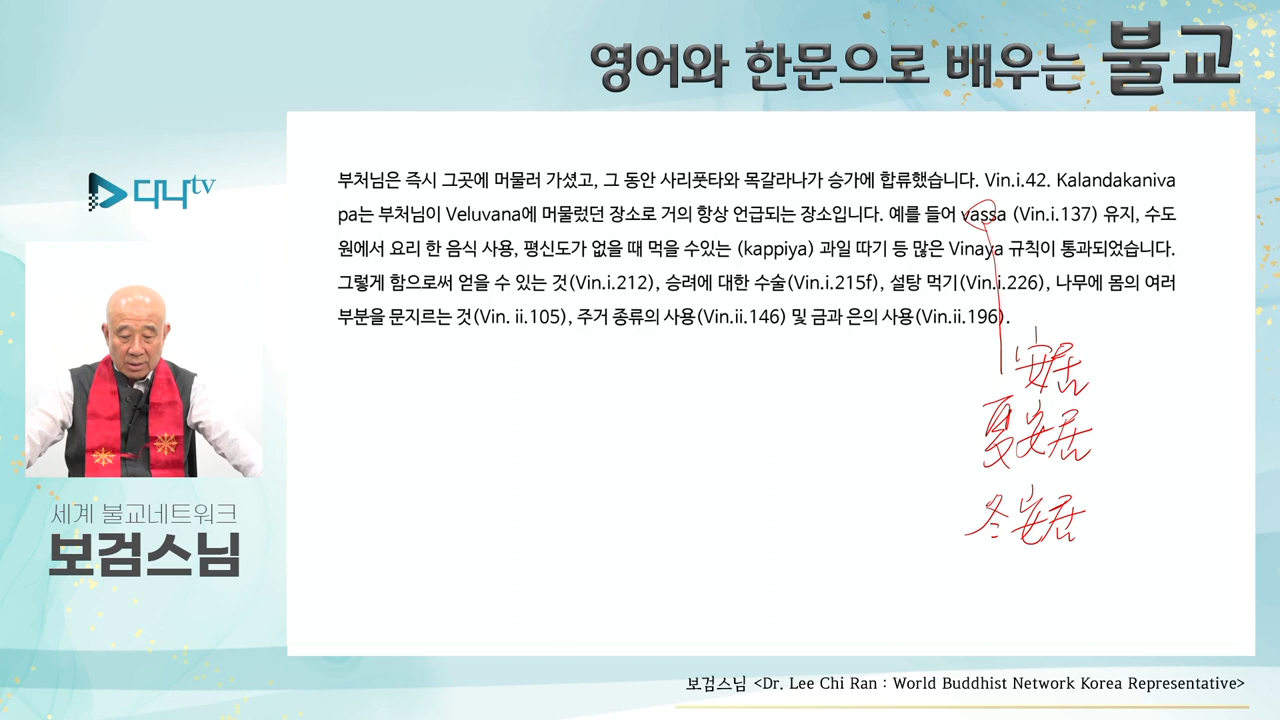 영어와 한문으로 배우는 불교
디나tv
부처님은 즉시 그곳에 머물러 가셨고, 그 동안 사리풋타와 목갈라나가 승가에 합류했습니다. Vin.i.42. Kalandakaniva
pa는 부처님이 Veluvana에 머물렀던 장소로 거의 항상 언급되는 장소입니다. 예를 들어 vassa (Vin.i.137) 유지, 수도
원에서 요리 한 음식 사용, 평신도가 없을 때 먹을 수있는 (kappiya) 과일 따기 등 많은 Vinaya 규칙이 통과되었습니다.
그렇게 함으로써 얻을 수 있는 것(Vin.i.212), 승려에 대한 수술(Vin.i.215f), 설탕 먹기(Vin.i.226), 나무에 몸의 여러
부분을 문지르는 것(Vin. ii.105), 주거 종류의 사용(Vin.ii.146) 및 금과 은의 사용(Vin.ii.196).
安居
夏安居
冬安居
세계 불교네트워크
보검스님
보검스님 <Dr. Lee Chi Ran : World Buddhist Network Korea Representative>